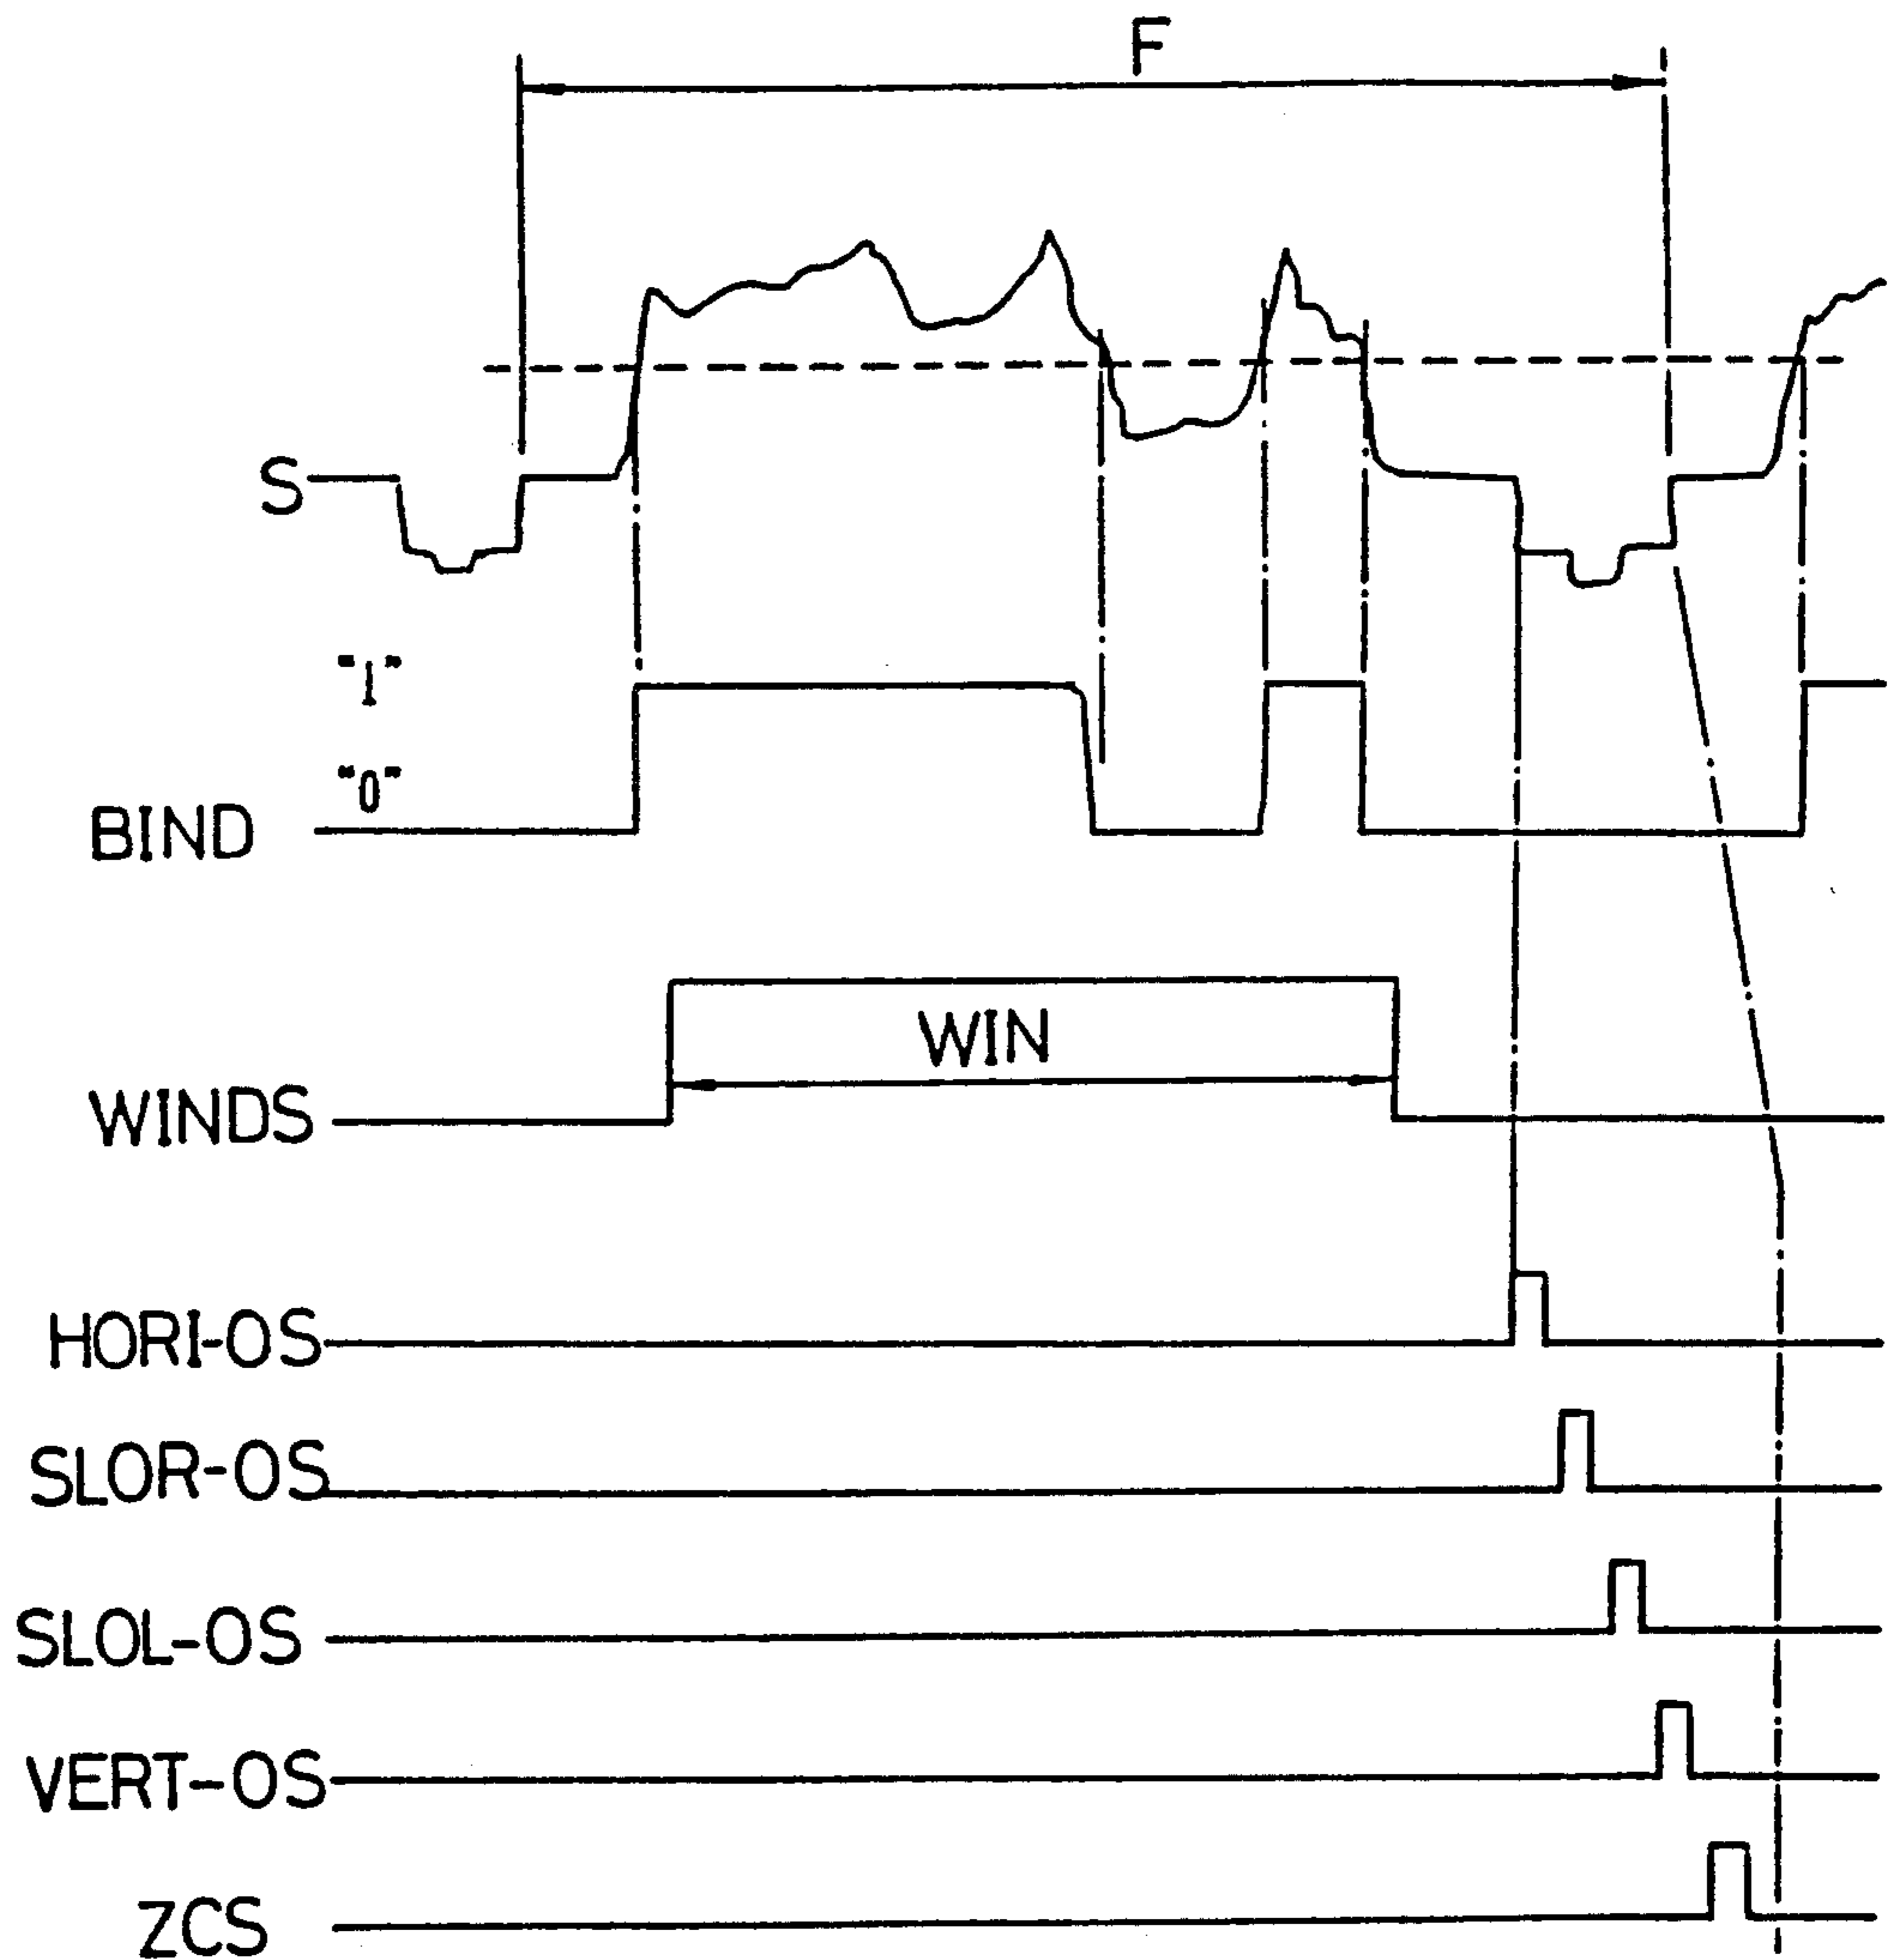 F
S
"1"
"0"
BIND
WIN
WINDS
HORI-OS
SLOR-OS
SLOL-OS
VERT-OS
ZCS